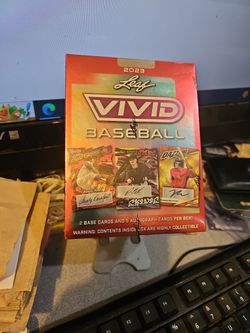 2023
Leaf
VIVID
BASEBALL
2 BASE CARDS AND 5 AUTOGRAPH CARDS PER BOX!
WARNING: CONTENTS INSIDE BOX ARE HIGHLY COLLECTIBLE